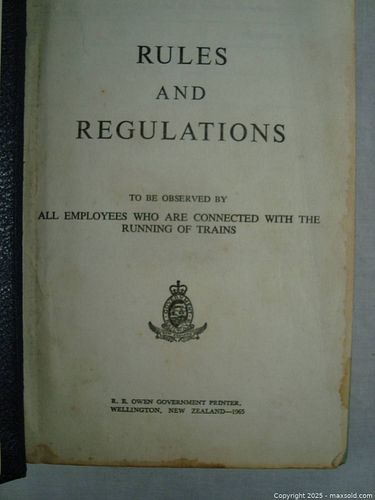 RULES
AND
REGULATIONS
TO BE OBSERVED BY
ALL EMPLOYEES WHO ARE CONNECTED WITH THE
RUNNING OF TRAINS
R. E. OWEN GOVERNMENT PRINTER,
WELLINGTON, NEW ZEALAND—1965
Copyright 2025 - maxsold.com